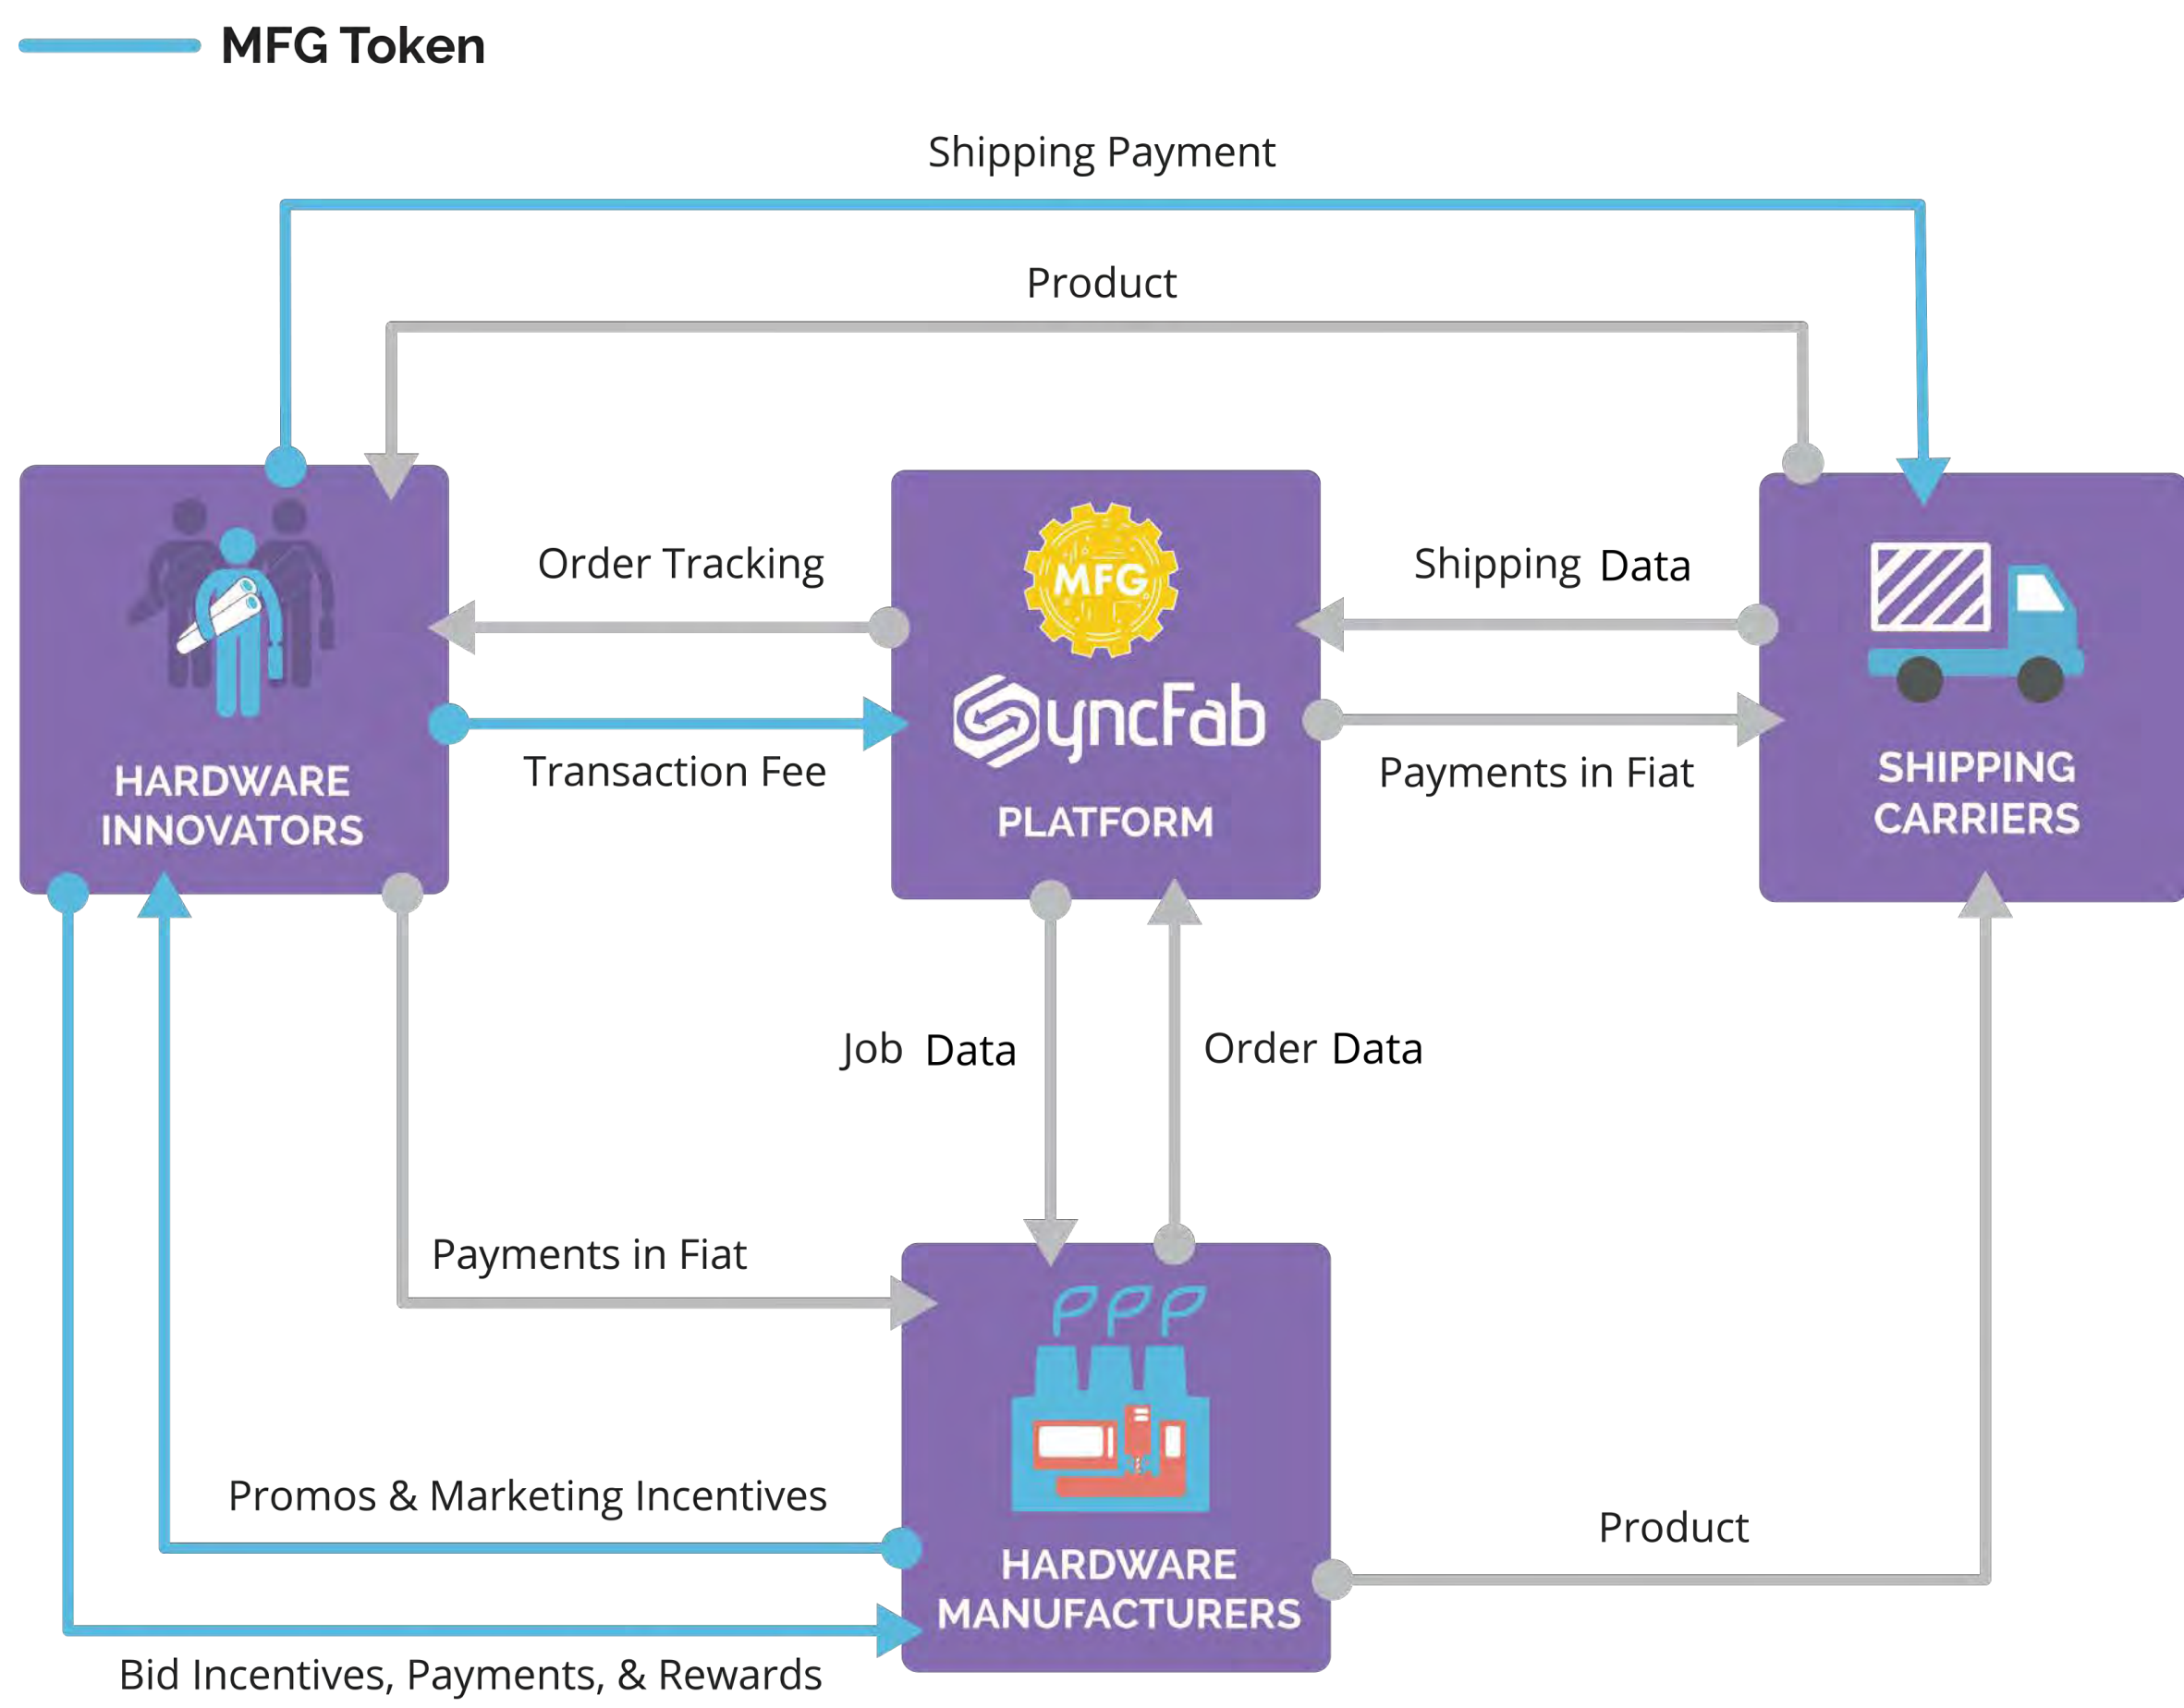 MFG Token
Shipping Payment
Product
Order Tracking
Transaction Fee
HARDWARE
INNOVATORS
MFG
SyncFab
PLATFORM
Shipping Data
Payments in Fiat
SHIPPING
CARRIERS
Job Data
Order Data
Payments in Fiat
Promos & Marketing Incentives
Bid Incentives, Payments, & Rewards
HARDWARE
MANUFACTURERS
Product